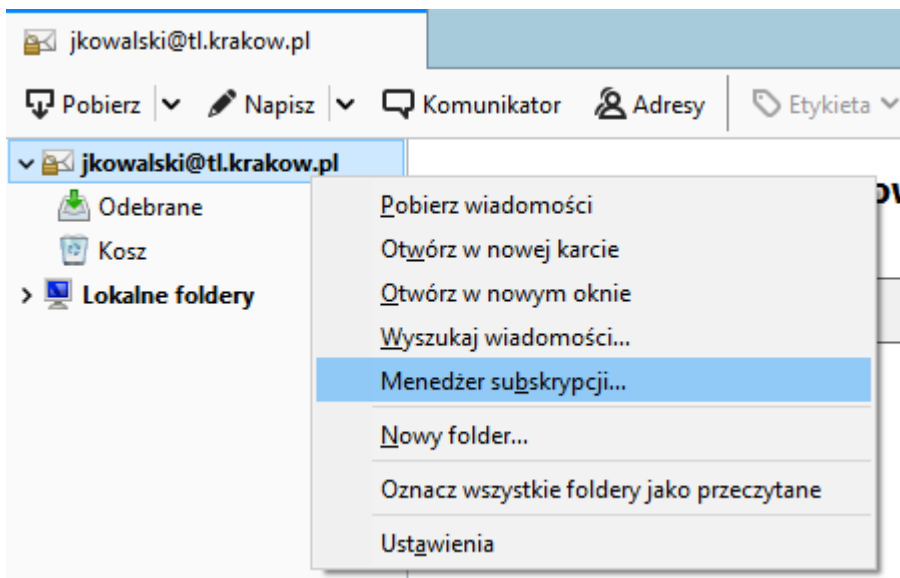 jkowalski@tl.krakow.pl
Pobierz Napisz Komunikator Adresy Etykieta
jkowalski@tl.krakow.pl
Odebrane
Kosz
Lokalne foldery
Pobierz wiadomości
Otwórz w nowej karcie
Otwórz w nowym oknie
Wyszukaj wiadomości...
Menedżer subskrypcji...
Nowy folder...
Oznacz wszystkie foldery jako przeczytane
Ustawienia